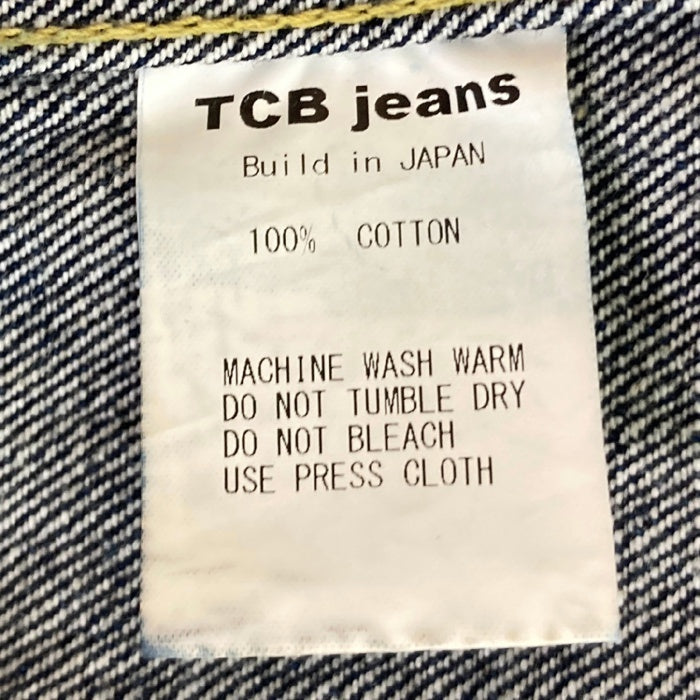 TCB jeans
Build in JAPAN
100% COTTON
MACHINE WASH WARM
DO NOT TUMBLE DRY
DO NOT BLEACH
USE PRESS CLOTH